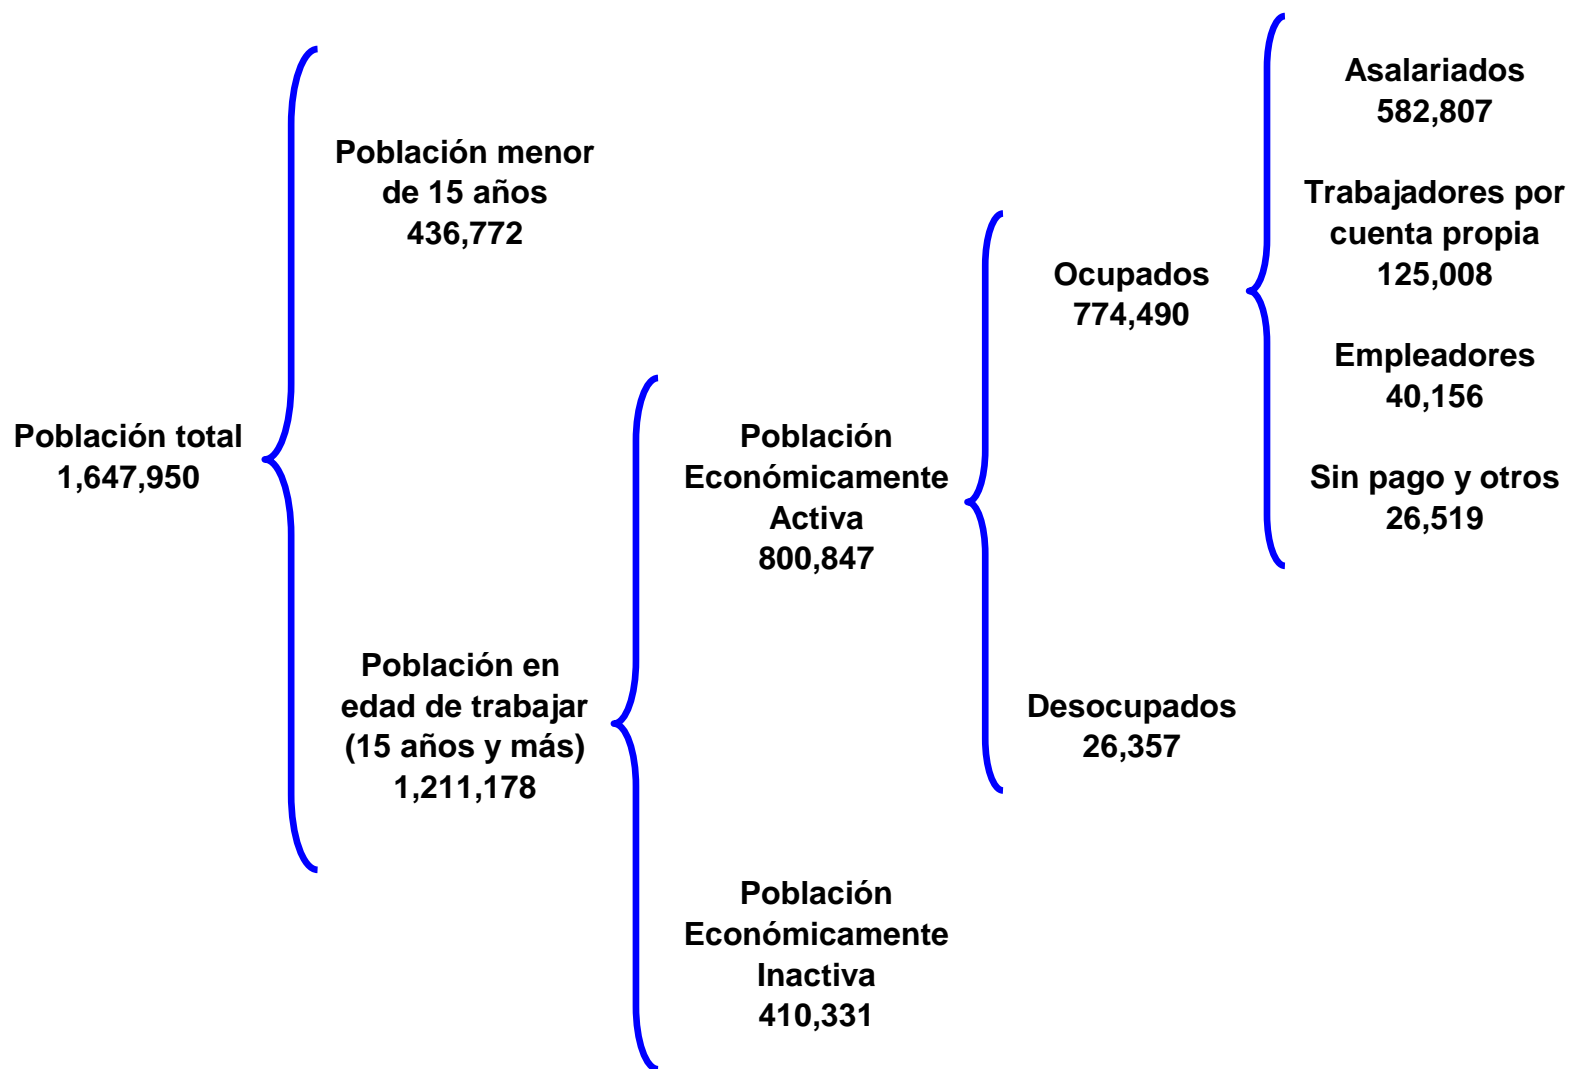 Población total
1,647,950
Población menor
de 15 años
436,772
Población en
edad de trabajar
(15 años y más)
1,211,178
Población
Económicamente
Activa
800,847
Población
Económicamente
Inactiva
410,331
Ocupados
774,490
Desocupados
26,357
Asalariados
582,807
Trabajadores por
cuenta propia
125,008
Empleadores
40,156
Sin pago y otros
26,519